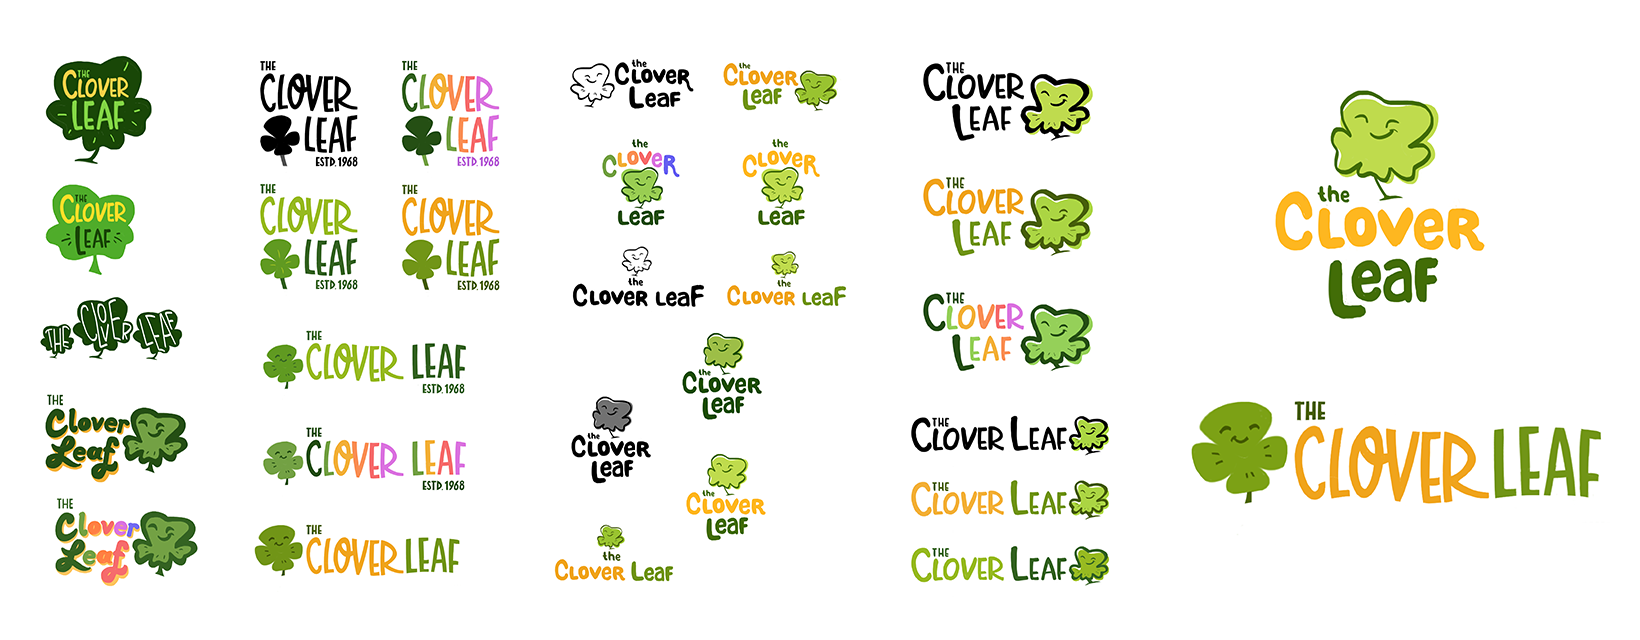 THE
CLOVER
LEAF
THE
CLOVER
LEAF
THE CLOVER LEAF
THE
Clover
Leaf
THE
Clover
Leaf
THE
CLOVER
LEAF
ESTD. 1968
THE
CLOVER
LEAF
ESTD. 1968
THE
CLOVER
LEAF
ESTD. 1968
THE
CLOVER
LEAF
ESTD. 1968
THE
CLOVER LEAF
ESTD. 1968
THE
CLOVER LEAF
ESTD. 1968
THE
CLOVER LEAF
the
CLOVER
LeaF
the
CLOVER
LeaF
the
CLOVeR
LeaF
the
CLOVeR
LeaF
the
CLOVeR LeaF
the
CLOVeR LeaF
the
CLoveR
LeaF
the
CLoveR
LeaF
the
CLoveR
LeaF
the
CLoveR LeaF
THE
CLOVER
LEAF
THE
CLOVER
LEAF
THE
CLOVER
LEAF
THE
CLOVER LEAF
THE
CLOVER LEAF
THE
CLOVER LEAF
the
CLoveR
LeaF
THE
CLOVER LEAF